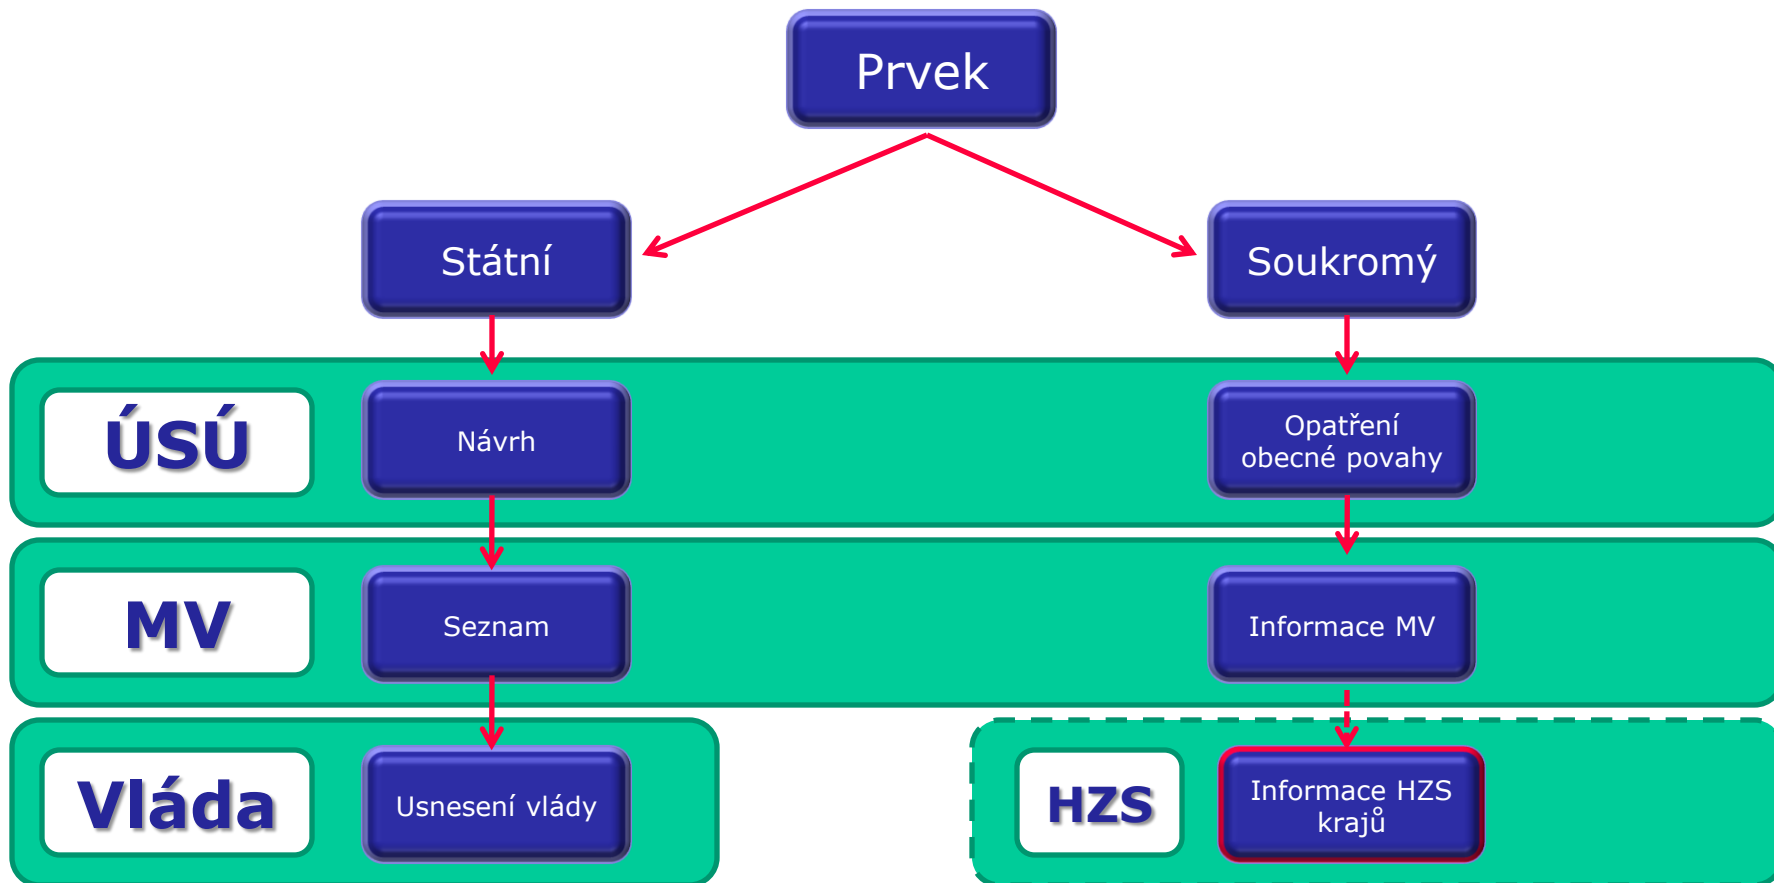 Prvek
Státní
Soukromý
ÚSÚ
Návrh
Opatření
obecné povahy
MV
Seznam
Informace MV
Vláda
Usnesení vlády
HZS
Informace HZS
krajů